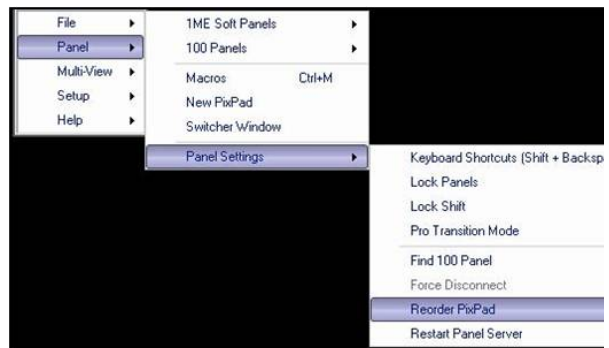 File
Panel
Multi-View
Setup
Help
1ME Soft Panels
100 Panels
Macros Ctrl+M
New PixPad
Switcher Window
Panel Settings
Keyboard Shortcuts (Shift + Backsp
Lock Panels
Lock Shift
Pro Transition Mode
Find 100 Panel
Force Disconnect
Reorder PixPad
Restart Panel Server